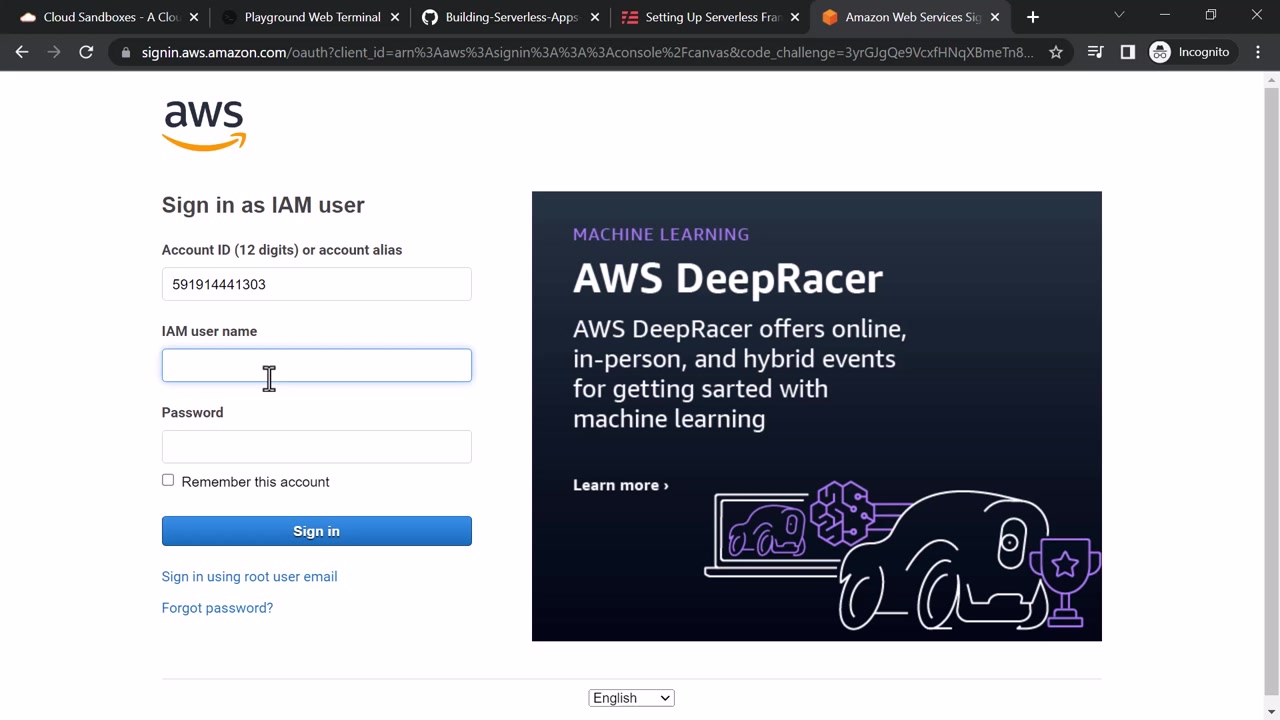 Cloud Sandboxes - A Clou
Playground Web Terminal
uilding-Serverless-Apps-
Setting Up Serverless Fran
Amazon Web Services Sig
signin.aws.amazon.com/oauth?client_id=arn%3Aaws%3Asignin%3A%3A%3Aconsole%2Fcanvas&code_challenge=3yrGJgQe9VcxfHNqXBmeTn8...
Incognito
aws
Sign in as IAM user
Account ID (12 digits) or account alias
591914441303
IAM user name
Password
Remember this account
Sign in
Sign in using root user email
Forgot password?
MACHINE LEARNING
AWS DeepRacer
AWS DeepRacer offers online,
in-person, and hybrid events
for getting sarted with
machine learning
Learn more ›
English